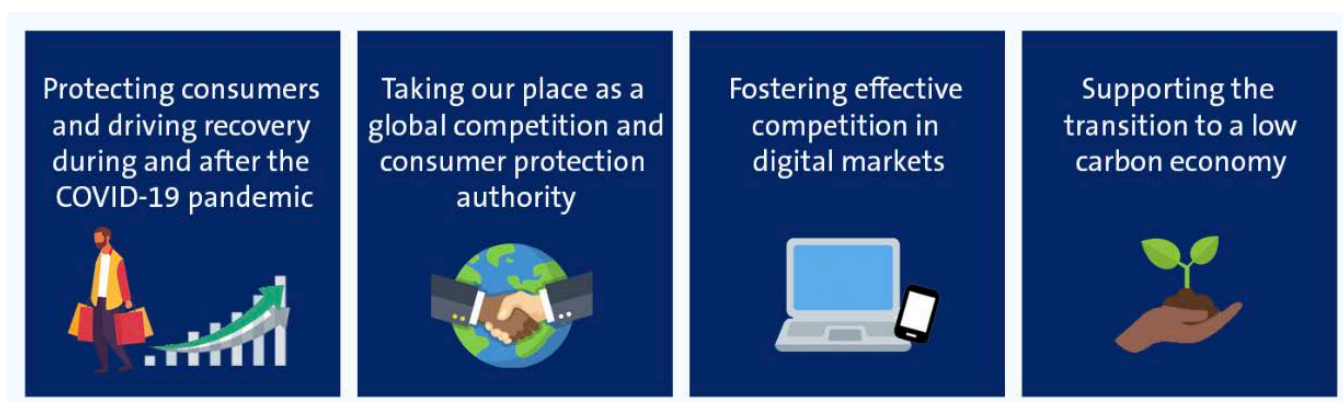 Protecting consumers
and driving recovery
during and after the
COVID-19 pandemic
Taking our place as a
global competition and
consumer protection
authority
Fostering effective
competition in
digital markets
Supporting the
transition to a low
carbon economy